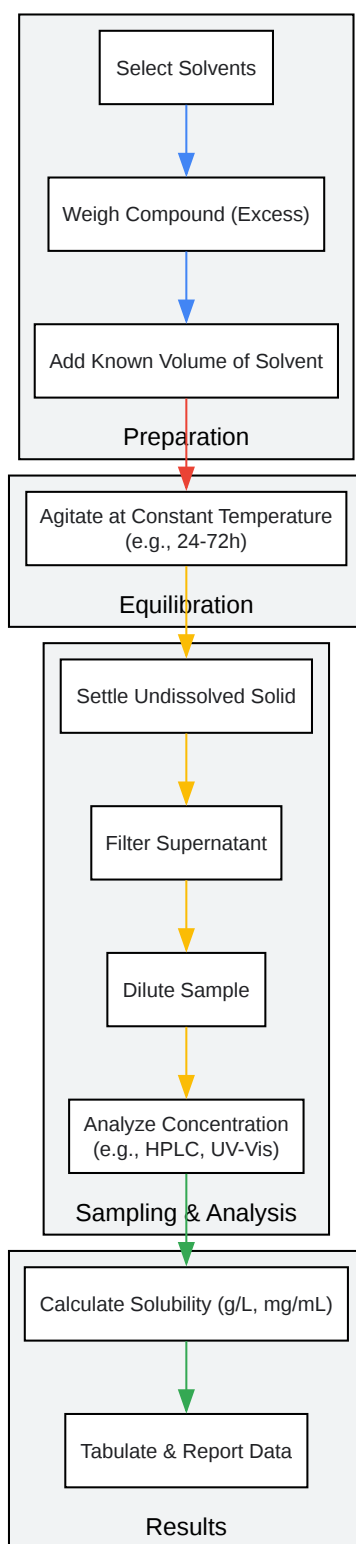 Select Solvents
Weigh Compound (Excess)
Add Known Volume of Solvent
Preparation
Agitate at Constant Temperature
(e.g., 24-72h)
Equilibration
Settle Undissolved Solid
Filter Supernatant
Dilute Sample
Analyze Concentration
(e.g., HPLC, UV-Vis)
Sampling & Analysis
Calculate Solubility (g/L, mg/mL)
Tabulate & Report Data
Results